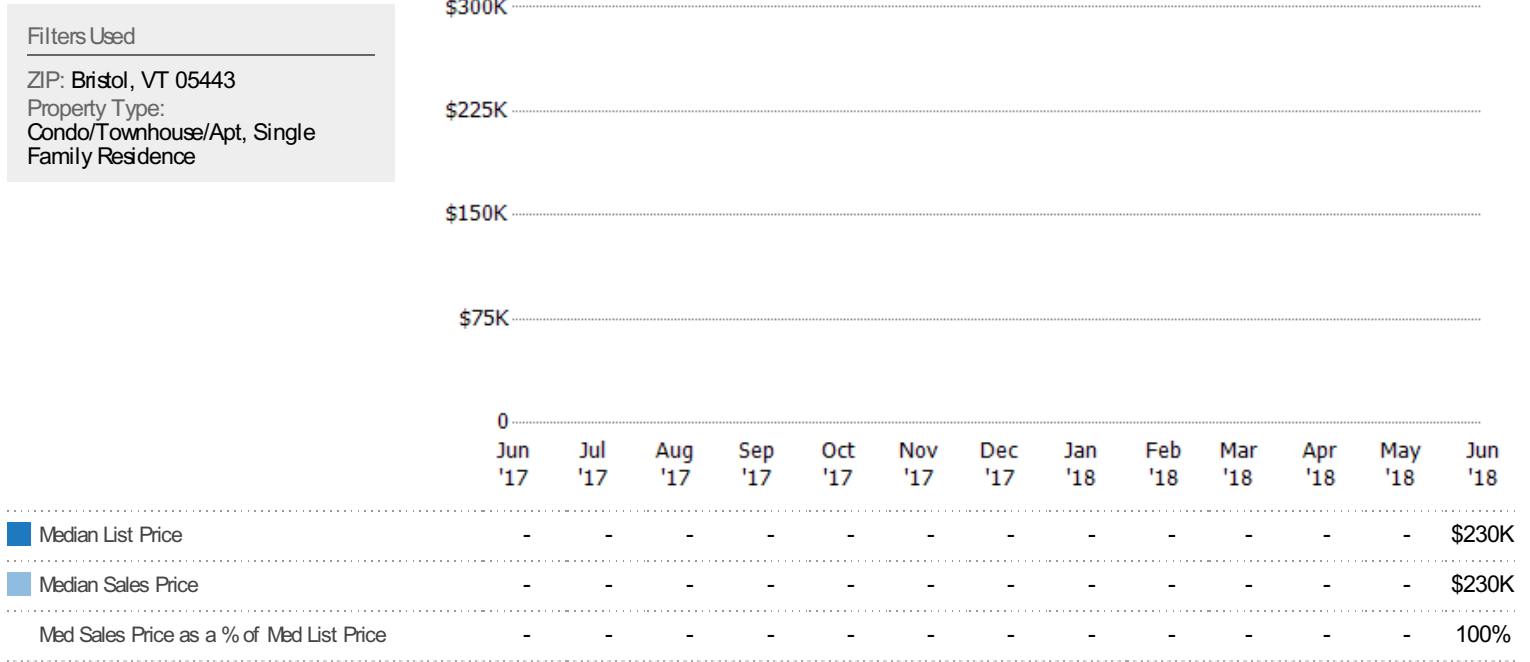 Filters Used
ZIP: Bristol, VT 05443
Property Type:
Condo/Townhouse/Apt, Single
Family Residence
$300K
$225K
$150K
$75K
0
Jun Jul Aug Sep Oct Nov Dec Jan Feb Mar Apr May Jun
'17 '17 '17 '17 '17 '17 '17 '18 '18 '18 '18 '18 '18
Median List Price - - - - - - - - - - - - $230K
Median Sales Price - - - - - - - - - - - - $230K
Med Sales Price as a % of Med List Price - - - - - - - - - - - - 100%